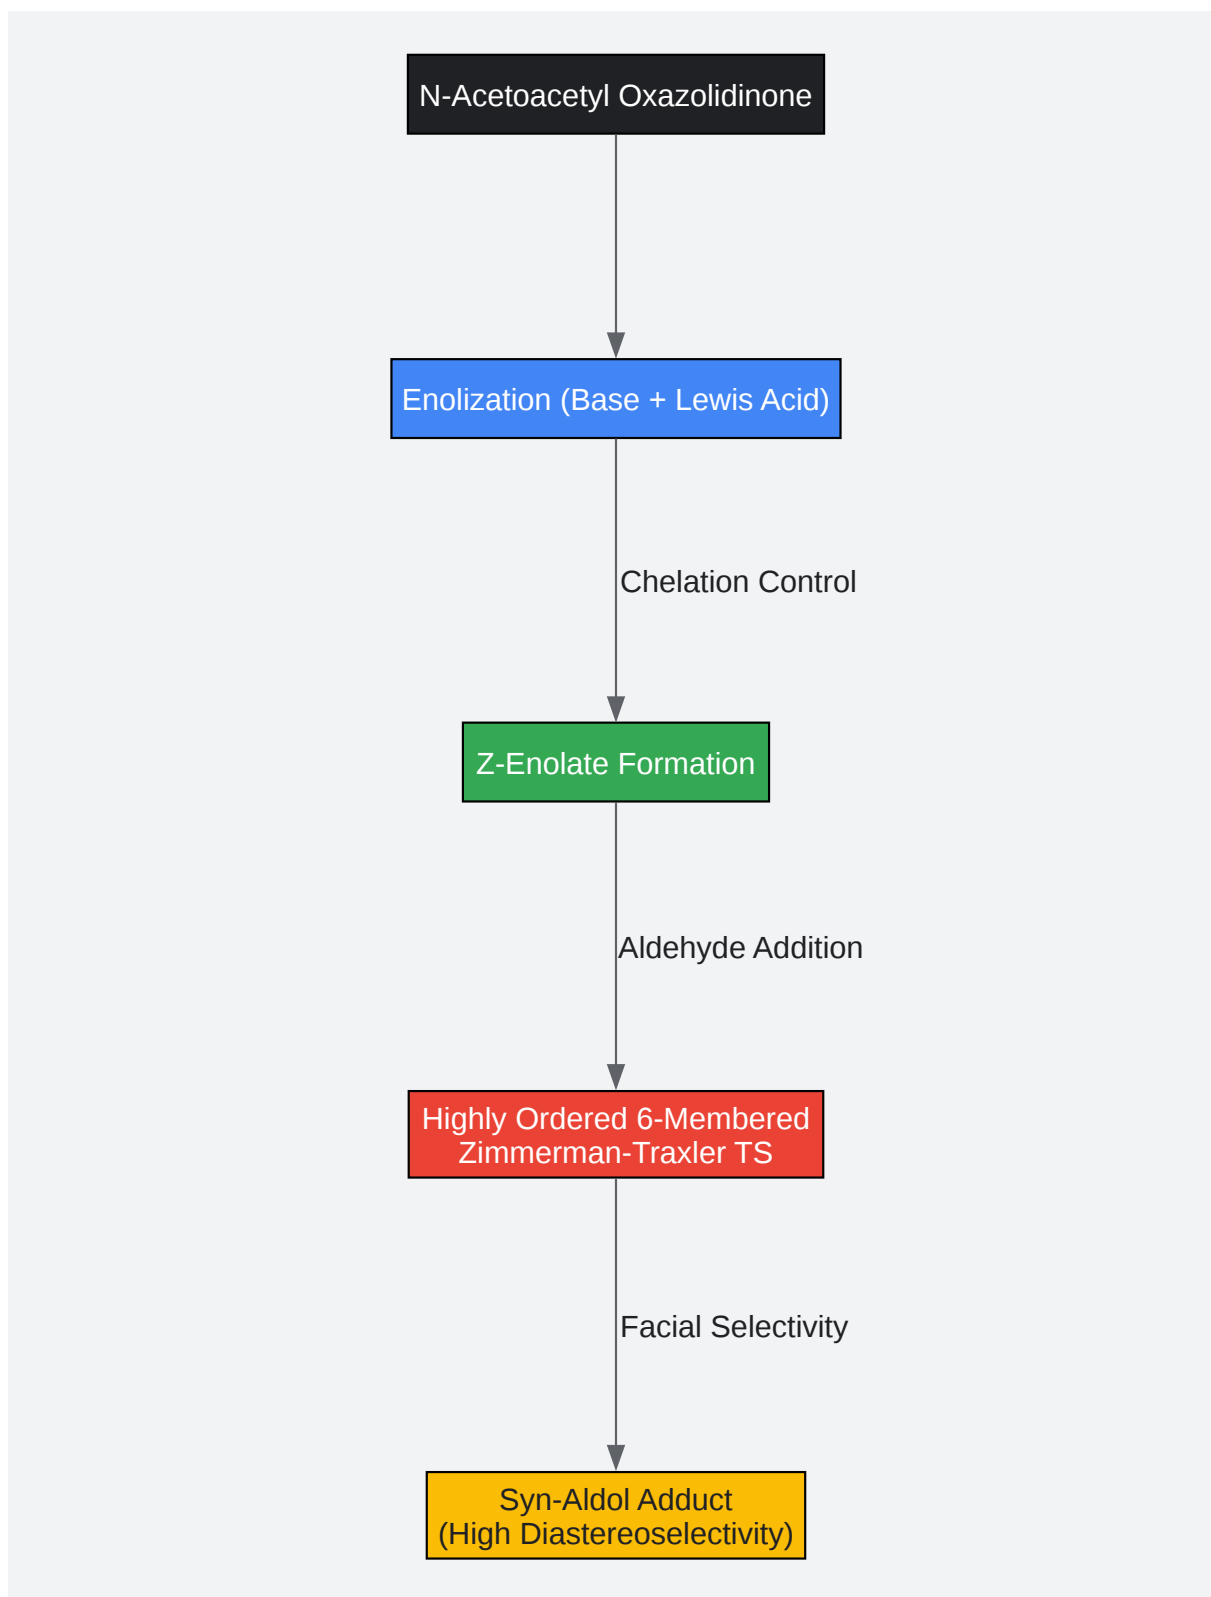 N-Acetoacetyl Oxazolidinone
Enolization (Base + Lewis Acid)
Chelation Control
Z-Enolate Formation
Aldehyde Addition
Highly Ordered 6-Membered
Zimmerman-Traxler TS
Facial Selectivity
Syn-Aldol Adduct
(High Diastereoselectivity)